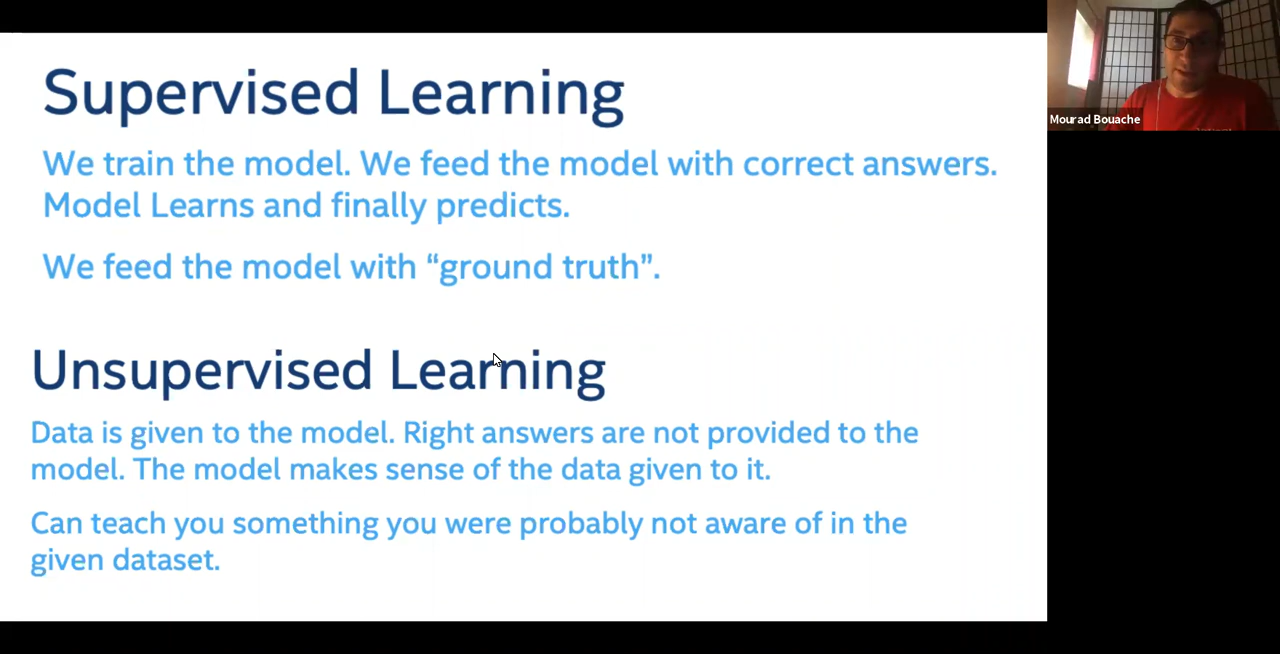 Supervised Learning
We train the model. We feed the model with correct answers.
Model Learns and finally predicts.
We feed the model with “ground truth”.
Unsupervised Learning
Data is given to the model. Right answers are not provided to the
model. The model makes sense of the data given to it.
Can teach you something you were probably not aware of in the
given dataset.
Mourad Bouache